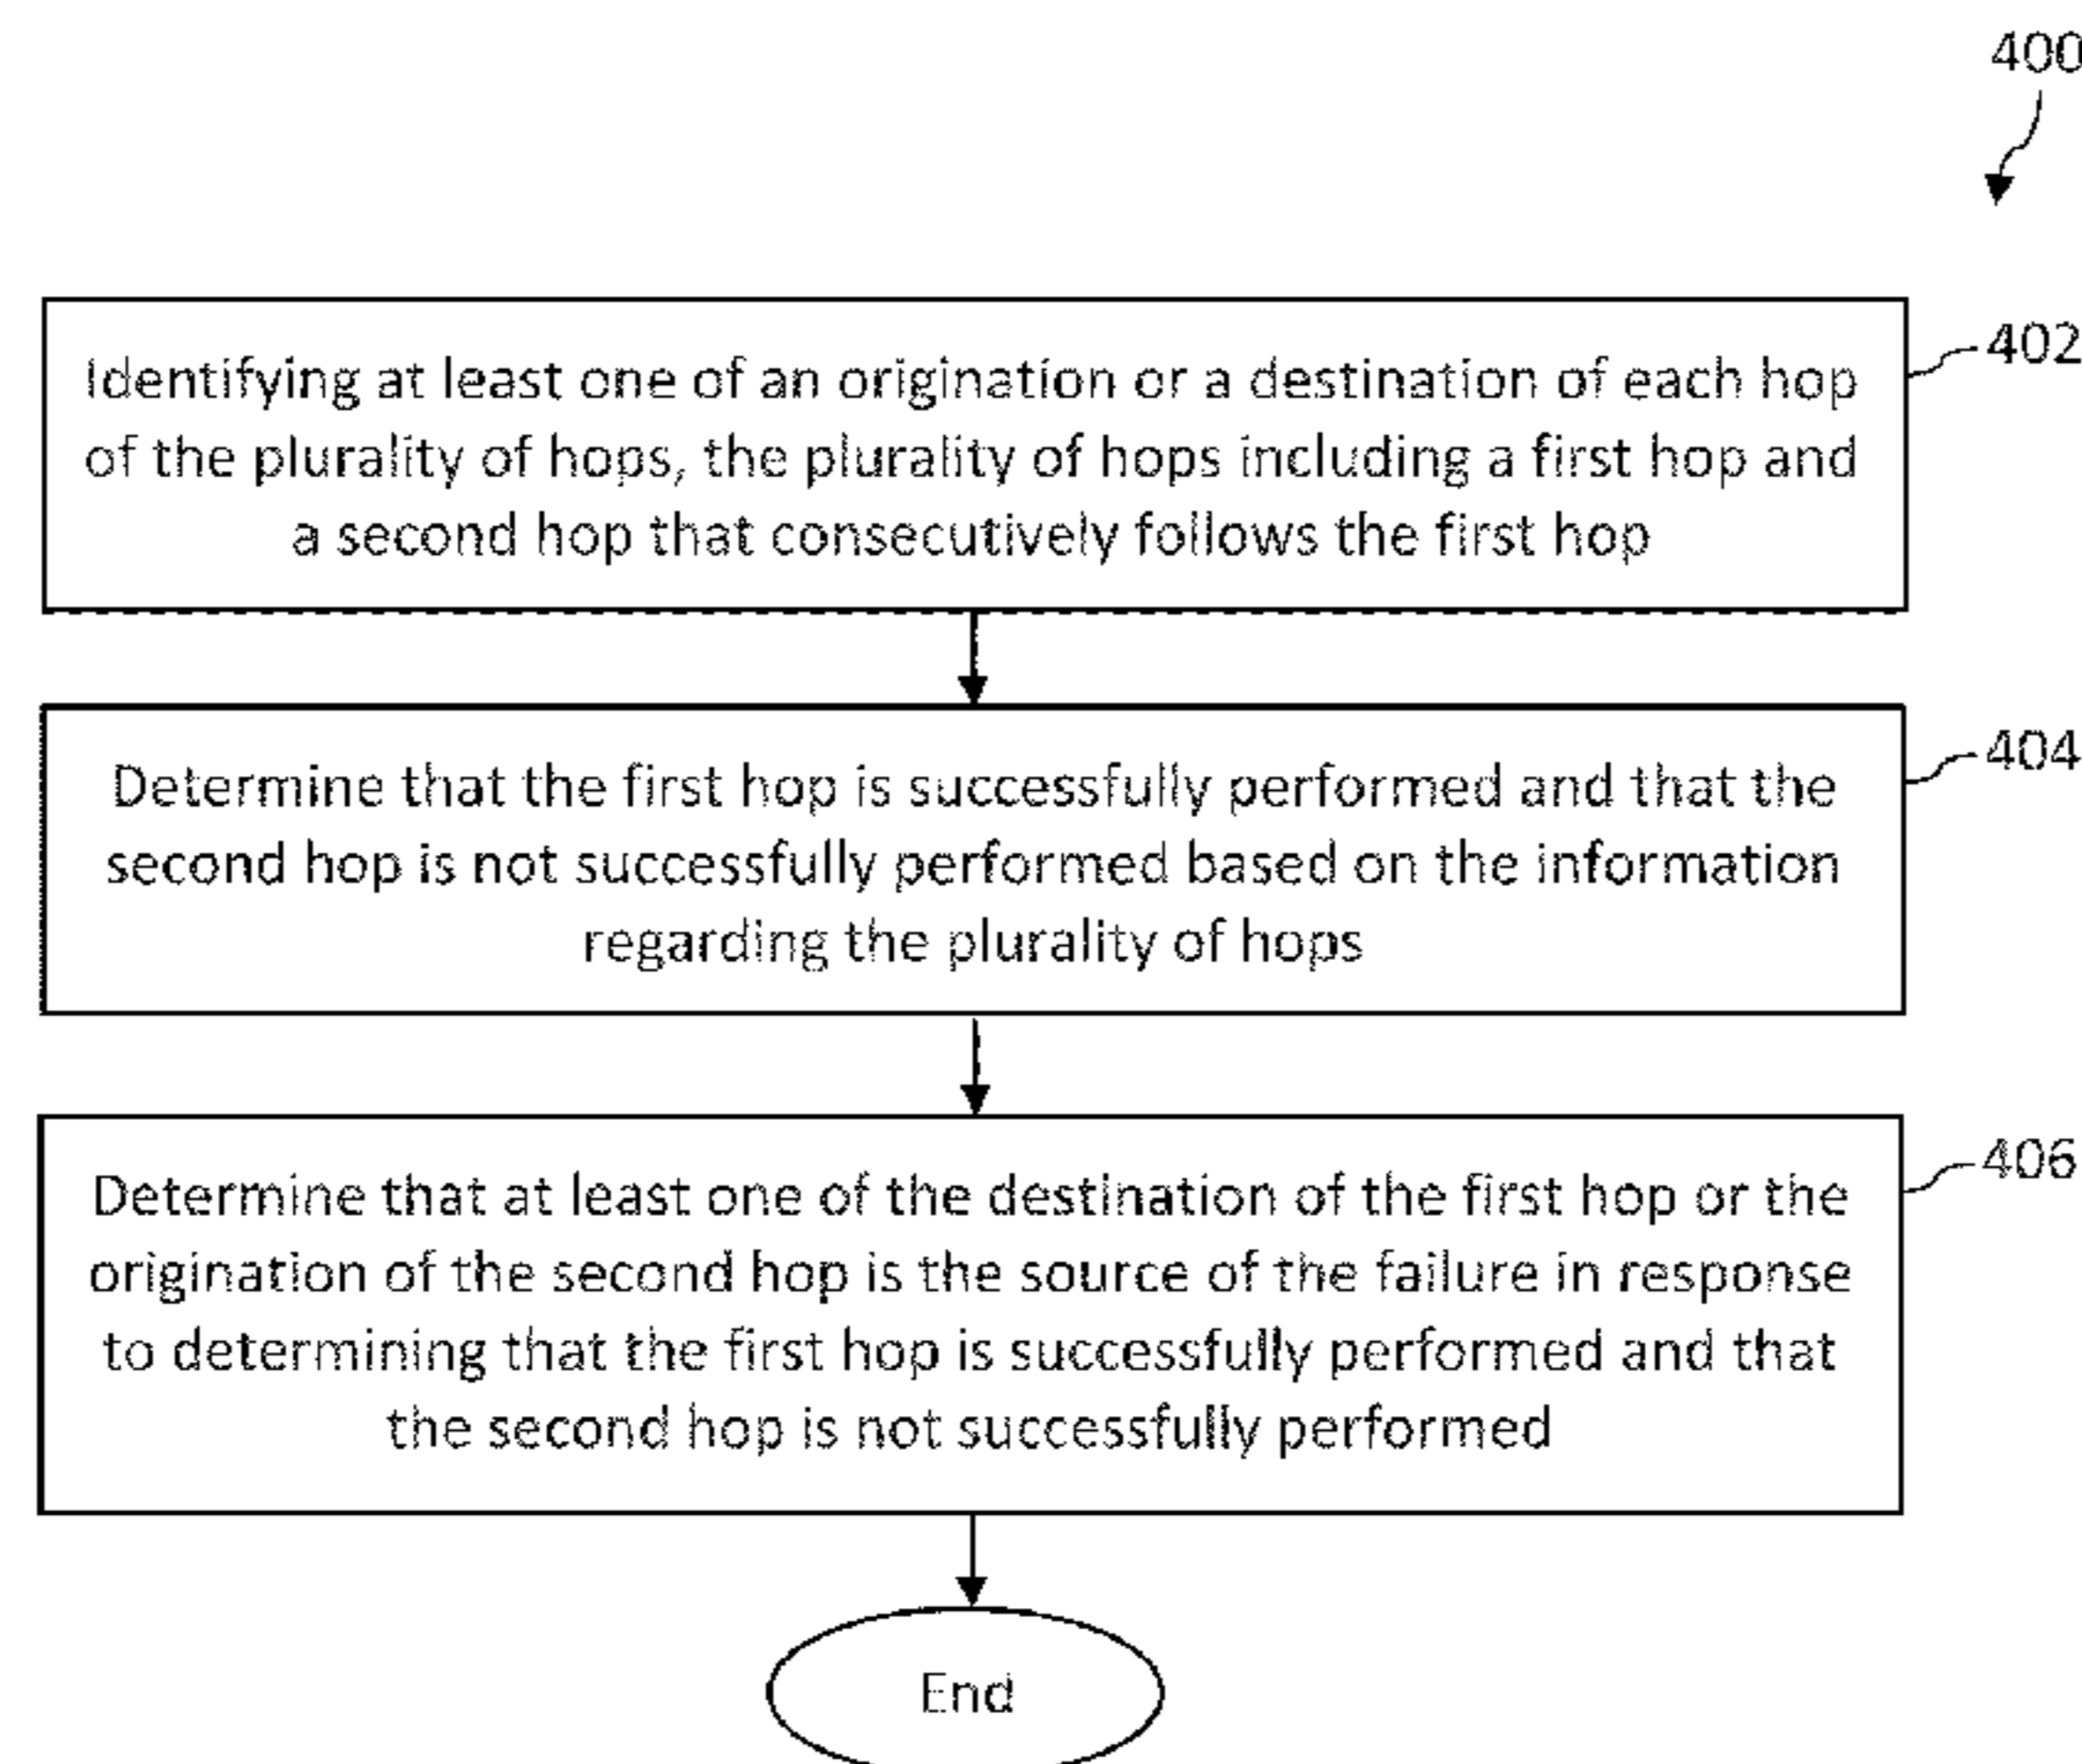 400
402
Identifying at least one of an origination or a destination of each hop
of the plurality of hops, the plurality of hops including a first hop and
a second hop that consecutively follows the first hop
404
Determine that the first hop is successfully performed and that the
second hop is not successfully performed based on the information
regarding the plurality of hops
406
Determine that at least one of the destination of the first hop or the
origination of the second hop is the source of the failure in response
to determining that the first hop is successfully performed and that
the second hop is not successfully performed
End